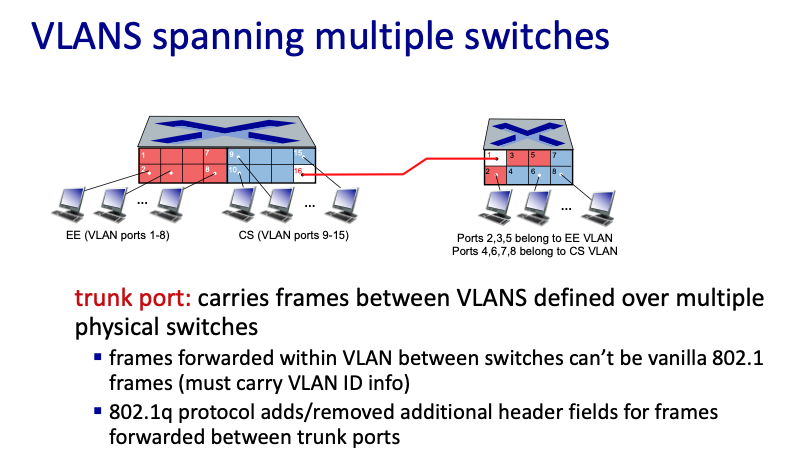 VLANS spanning multiple switches
1 7 9 15
2 8 10 16
1 3 5 7
2 4 6 8
... ... ...
EE (VLAN ports 1-8) CS (VLAN ports 9-15)
Ports 2,3,5 belong to EE VLAN
Ports 4,6,7,8 belong to CS VLAN
trunk port: carries frames between VLANS defined over multiple
physical switches
▪ frames forwarded within VLAN between switches can’t be vanilla 802.1
frames (must carry VLAN ID info)
▪ 802.1q protocol adds/removed additional header fields for frames
forwarded between trunk ports